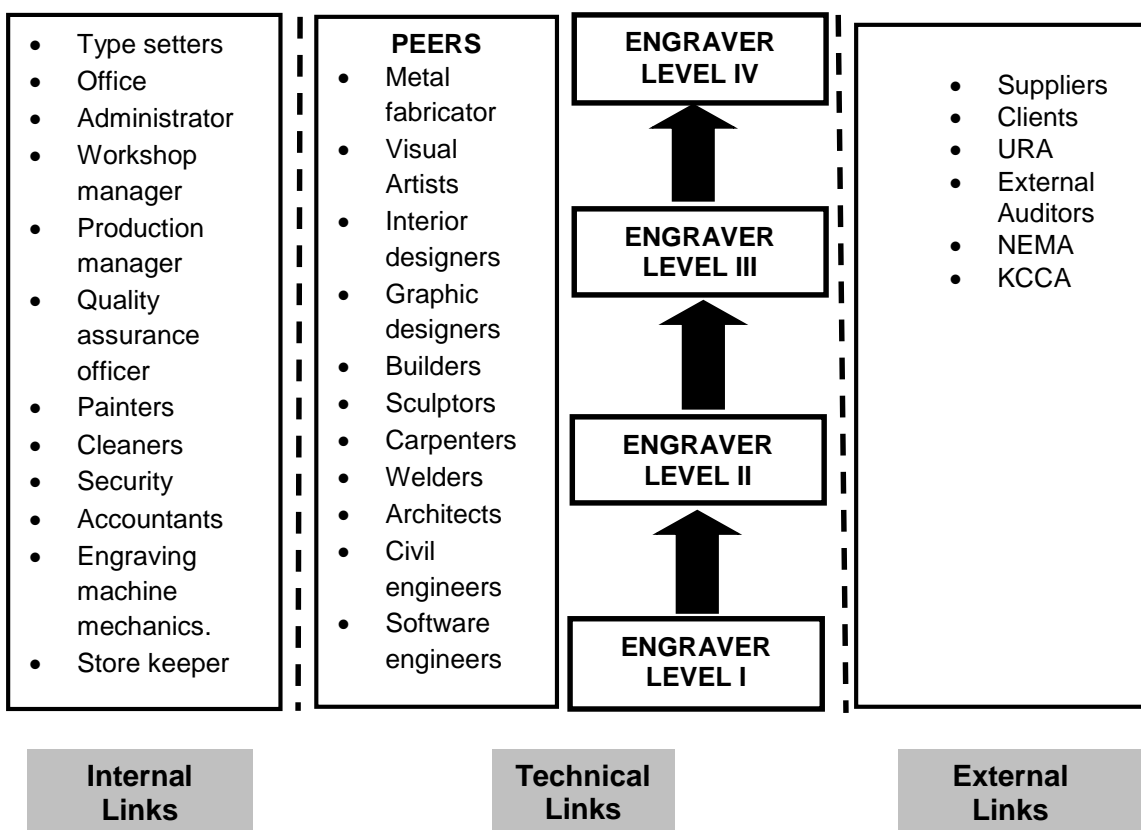 • Type setters
• Office
• Administrator
• Workshop
manager
• Production
manager
• Quality
assurance
officer
• Painters
• Cleaners
• Security
• Accountants
• Engraving
machine
mechanics.
• Store keeper
PEERS
• Metal
fabricator
• Visual
Artists
• Interior
designers
• Graphic
designers
• Builders
• Sculptors
• Carpenters
• Welders
• Architects
• Civil
engineers
• Software
engineers
ENGRAVER
LEVEL IV
ENGRAVER
LEVEL III
ENGRAVER
LEVEL II
ENGRAVER
LEVEL I
• Suppliers
• Clients
• URA
• External
Auditors
• NEMA
• KCCA
Internal
Links
Technical
Links
External
Links